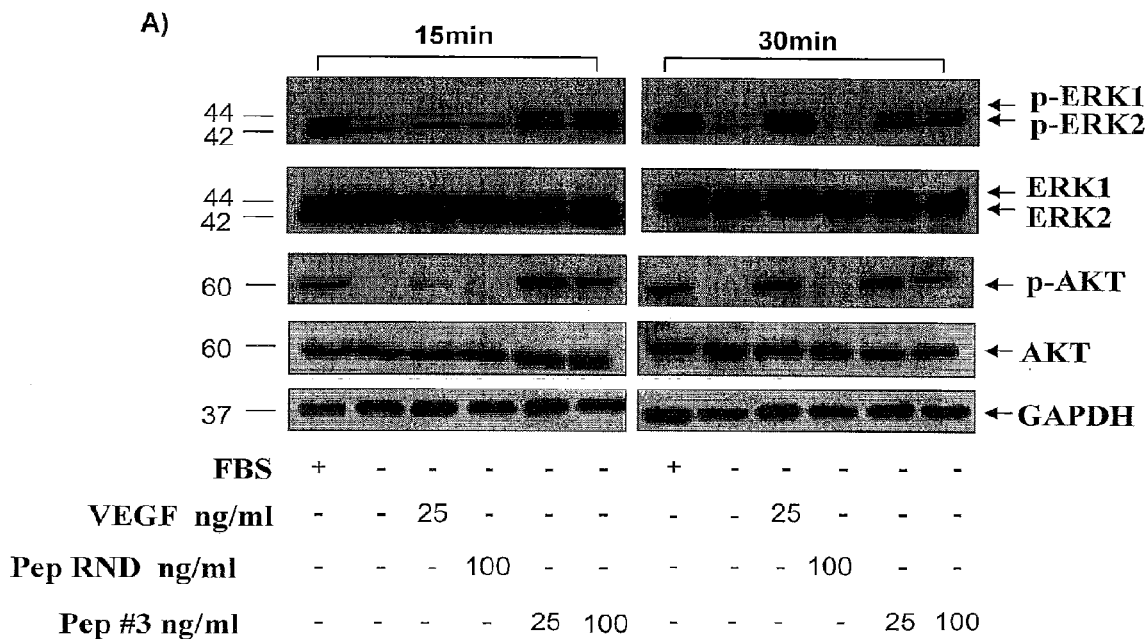 A)
15min 30min
44 p-ERK1
42 p-ERK2
44 ERK1
42 ERK2
60 p-AKT
60 AKT
37 GAPDH
FBS + - - - - - + - - - - -
VEGF ng/ml - - 25 - - - - - 25 - - -
Pep RND ng/ml - - - 100 - - - - - 100 - -
Pep #3 ng/ml - - - - 25 100 - - - - 25 100